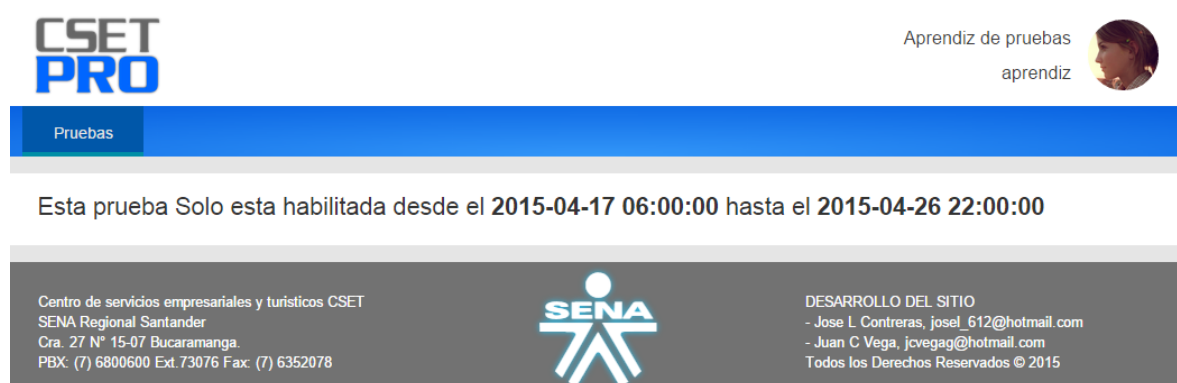 CSET
PRO
Aprendiz de pruebas
aprendiz
Pruebas
Esta prueba Solo esta habilitada desde el 2015-04-17 06:00:00 hasta el 2015-04-26 22:00:00
Centro de servicios empresariales y turisticos CSET
SENA Regional Santander
Cra. 27 N° 15-07 Bucaramanga.
PBX: (7) 6800600 Ext.73076 Fax: (7) 6352078
SENA
DESARROLLO DEL SITIO
- Jose L Contreras, josel_612@hotmail.com
- Juan C Vega, jcvegag@hotmail.com
Todos los Derechos Reservados © 2015